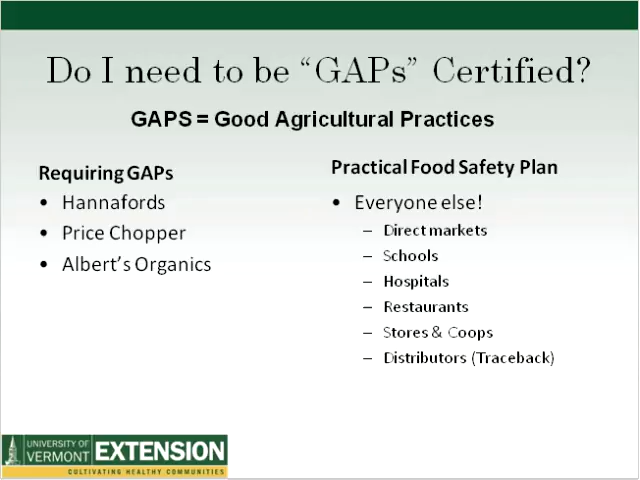 Do I need to be “GAPs” Certified?
GAPS = Good Agricultural Practices
Requiring GAPs
• Hannafords
• Price Chopper
• Albert’s Organics
Practical Food Safety Plan
• Everyone else!
– Direct markets
– Schools
– Hospitals
– Restaurants
– Stores & Coops
– Distributors (Traceback)
UNIVERSITY OF
VERMONT EXTENSION
CULTIVATING HEALTHY COMMUNITIES